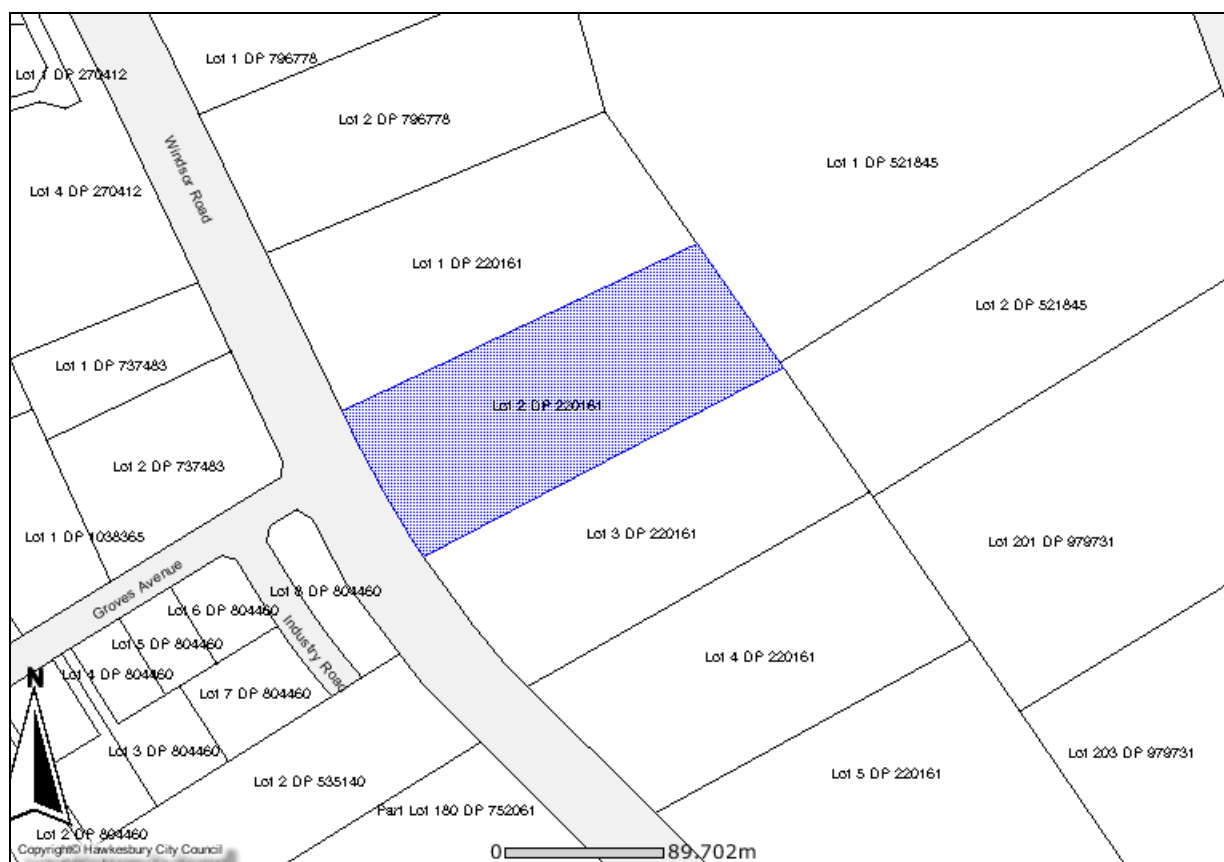 Lot 1 DP 270412
Lot 1 DP 796778
Lot 2 DP 796778
Lot 1 DP 521845
Windsor Road
Lot 4 DP 270412
Lot 1 DP 220161
Lot 2 DP 521845
Lot 1 DP 737483
Lot 2 DP 220161
Lot 2 DP 737483
Lot 3 DP 220161
Lot 1 DP 1038365
Lot 201 DP 979731
Groves Avenue
Lot 8 DP 804460
Lot 6 DP 804460
Industry Road
Lot 5 DP 804460
Lot 4 DP 220161
N
Lot 4 DP 804460
Lot 7 DP 804460
Lot 3 DP 804460
Lot 203 DP 979731
Lot 5 DP 220161
Lot 2 DP 535140
Part Lot 180 DP 752061
Lot 2 DP 804460
Copyright© Hawkesbury City Council
0 89.702m